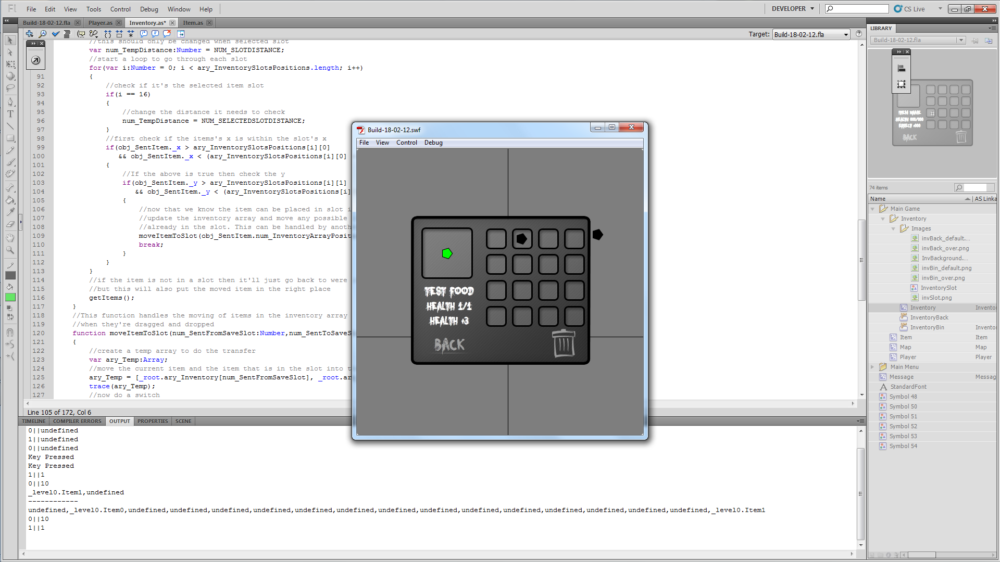 Fl File Edit View Tools Control Debug Window Help DEVELOPER CS Live
Build-18-02-12.fla Player.as Inventory.as* Item.as
Target: Build-18-02-12.fla
//this should only be changed when selected slot
var num_TempDistance:Number = NUM_SLOTDISTANCE;
//start a loop to go through each slot
for(var i:Number = 0; i < ary_InventorySlotsPositions.length; i++)
91 {
92 //check if it's the selected item slot
93 if(i == 16)
94 {
95 //change the distance it needs to check
96 num_TempDistance = NUM_SELECTEDSLOTDISTANCE;
97 }
98 //first check if the items's x is within the slot's x
99 if(obj_SentItem._x > ary_InventorySlotsPositions[i][0]
100 && obj_SentItem._x < (ary_InventorySlotsPositions[i][0]
101 {
102 //If the above is true then check the y
103 if(obj_SentItem._y > ary_InventorySlotsPositions[i][1]
104 && obj_SentItem._y < (ary_InventorySlotsPositions[i]
105 {
106 //now that we know the item can be placed in slot i
107 //update the inventory array and move any possible
108 //already in the slot. This can be handled by anoth
109 moveItemToSlot(obj_SentItem.num_InventoryArrayPosit
110 break;
111 }
112 }
113 }
114 //if the item is not in a slot then it'll just go back to were
115 //but this will also put the moved item in the right place
116 getItems();
117 }
118 //This function handles the moving of items in the inventory array
119 //when they're dragged and dropped
120 function moveItemToSlot(num_SentFromSaveSlot:Number,num_SentToSaveS
121 {
122 //create a temp array to do the transfer
123 var ary_Temp:Array;
124 //move the current item and the item that is in the slot into t
125 ary_Temp = [_root.ary_Inventory[num_SentFromSaveSlot], _root.ar
126 trace(ary_Temp);
127 //now do a switch
Line 105 of 172, Col 6
TIMELINE COMPILER ERRORS OUTPUT PROPERTIES SCENE
0||undefined
1||undefined
0||undefined
Key Pressed
Key Pressed
1||1
0||10
_level0.Item1,undefined
------------
undefined,_level0.Item0,undefined,undefined,undefined,undefined,undefined,undefined,undefined,undefined,undefined,undefined,undefined,undefined,undefined,undefined,_level0.Item1
0||10
1||1
Build-18-02-12.swf
File View Control Debug
TEST FOOD
HEALTH 1/1
HEALTH +3
BACK
LIBRARY
Build-18-02-12.fla
ITEM NAME
HEALTH 000/000
BACK
74 items
Name AS Linka
Main Game
Inventory
Images
invBack_default....
invBack_over.png
InvBackground....
invBin_default.png
invBin_over.png
InventorySlot
invSlot.png
Inventory Invento
InventoryBack
InventoryBin Invento
Item Item
Map Map
Player Player
Main Menu
Message Messag
StandardFont
Symbol 48
Symbol 50
Symbol 51
Symbol 52
Symbol 53
Symbol 54